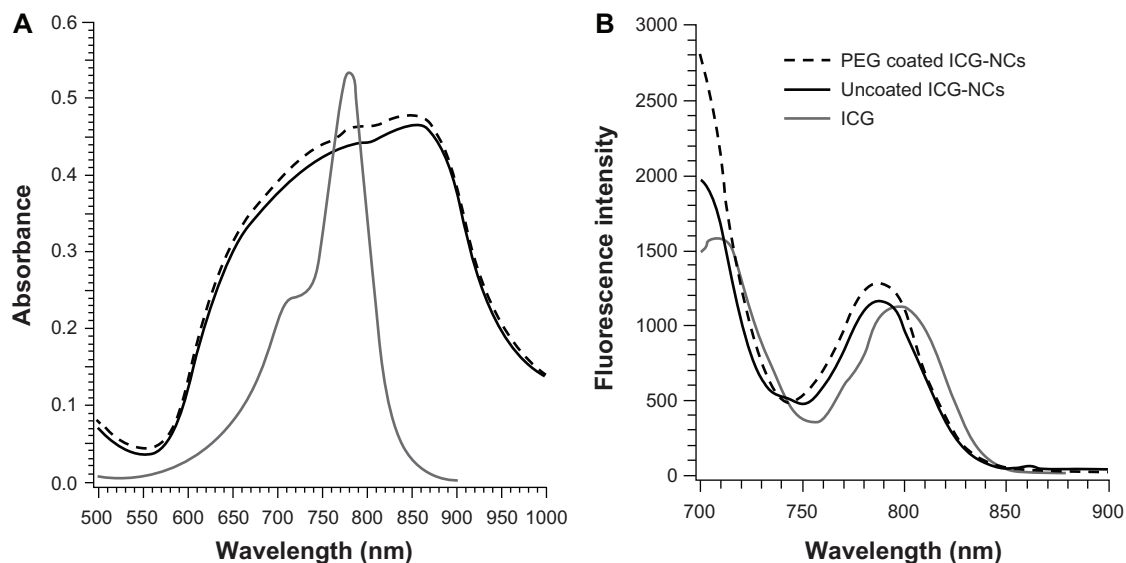 A
0.6
0.5
0.4
0.3
0.2
0.1
0.0
Absorbance
500 550 600 650 700 750 800 850 900 950 1000
Wavelength (nm)
B
3000
2500
2000
1500
1000
500
0
Fluorescence intensity
PEG coated ICG-NCs
Uncoated ICG-NCs
ICG
700 750 800 850 900
Wavelength (nm)